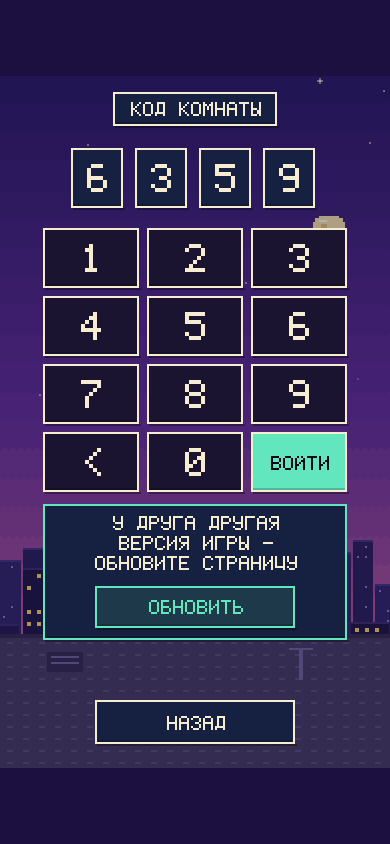 КОД КОМНАТЫ
6 3 5 9
1 2 3
4 5 6
7 8 9
< 0 ВОЙТИ
У ДРУГА ДРУГАЯ
ВЕРСИЯ ИГРЫ –
ОБНОВИТЕ СТРАНИЦУ
ОБНОВИТЬ
НАЗАД